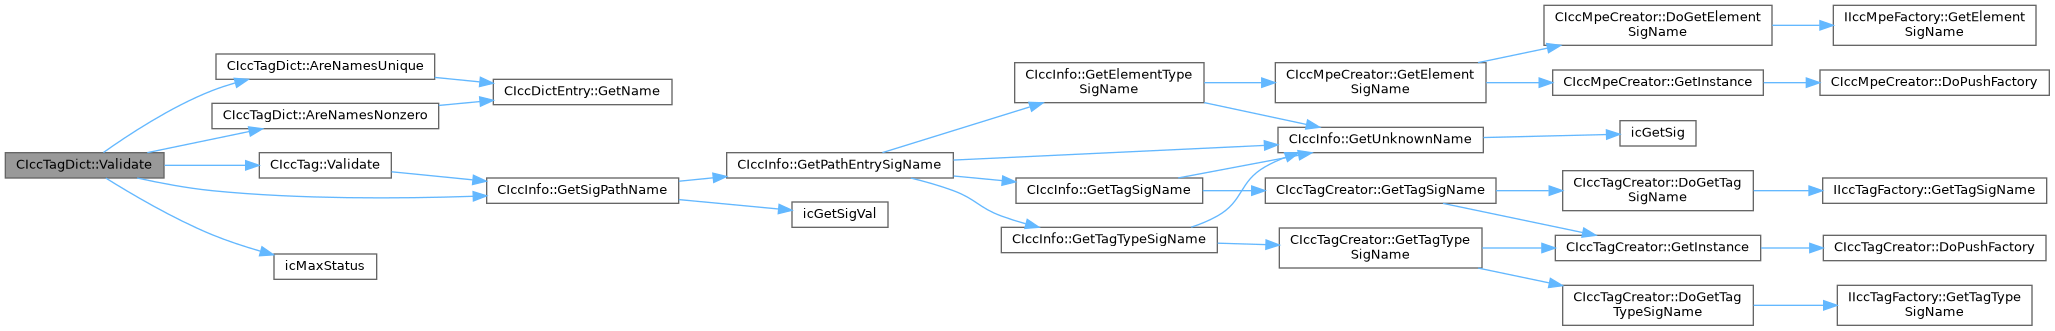 CIccTagDict::Validate
CIccTagDict::AreNamesUnique
CIccTagDict::AreNamesNonzero
CIccTag::Validate
icMaxStatus
CIccDictEntry::GetName
CIccInfo::GetSigPathName
CIccInfo::GetPathEntrySigName
icGetSigVal
CIccInfo::GetElementType
SigName
CIccInfo::GetTagSigName
CIccInfo::GetTagTypeSigName
CIccMpeCreator::GetElement
SigName
CIccInfo::GetUnknownName
CIccTagCreator::GetTagSigName
CIccTagCreator::GetTagType
SigName
CIccMpeCreator::DoGetElement
SigName
CIccMpeCreator::GetInstance
icGetSig
CIccTagCreator::DoGetTag
SigName
CIccTagCreator::GetInstance
CIccTagCreator::DoGetTag
TypeSigName
IIccMpeFactory::GetElement
SigName
CIccMpeCreator::DoPushFactory
IIccTagFactory::GetTagSigName
CIccTagCreator::DoPushFactory
IIccTagFactory::GetTagType
SigName